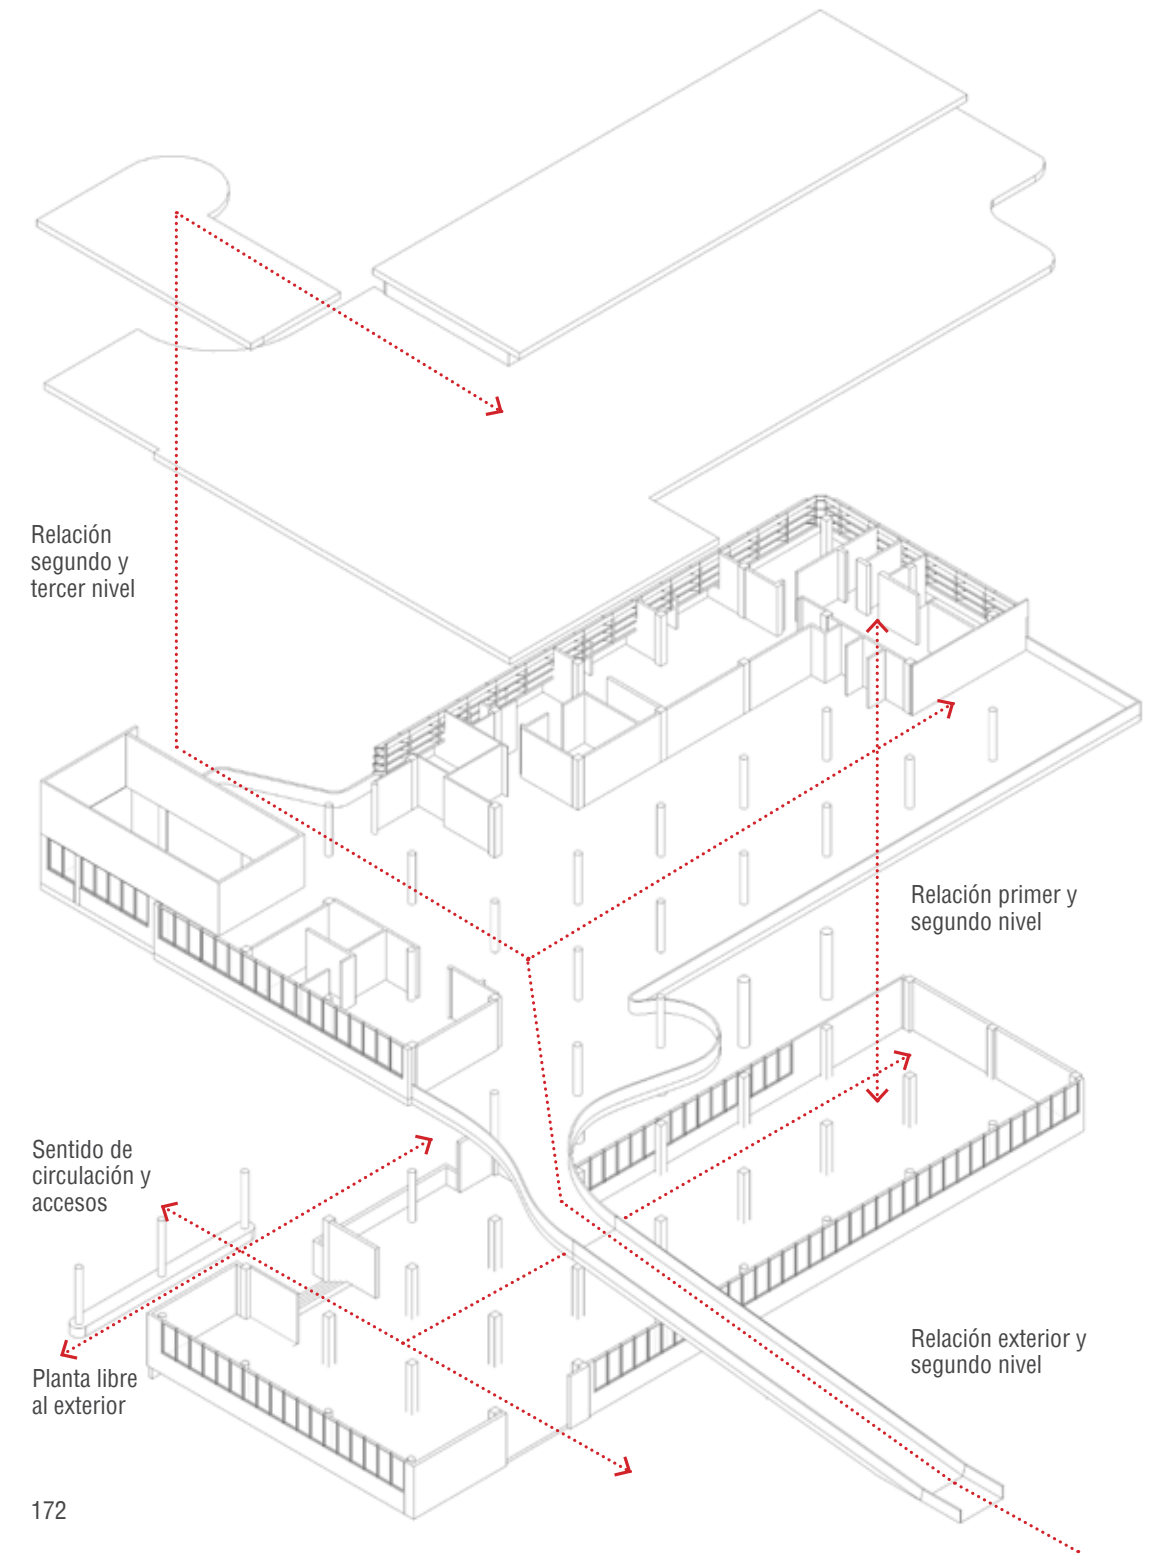 Relación
segundo y
tercer nivel
Relación primer y
segundo nivel
Sentido de
circulación y
accesos
Relación exterior y
segundo nivel
Planta libre
al exterior
172